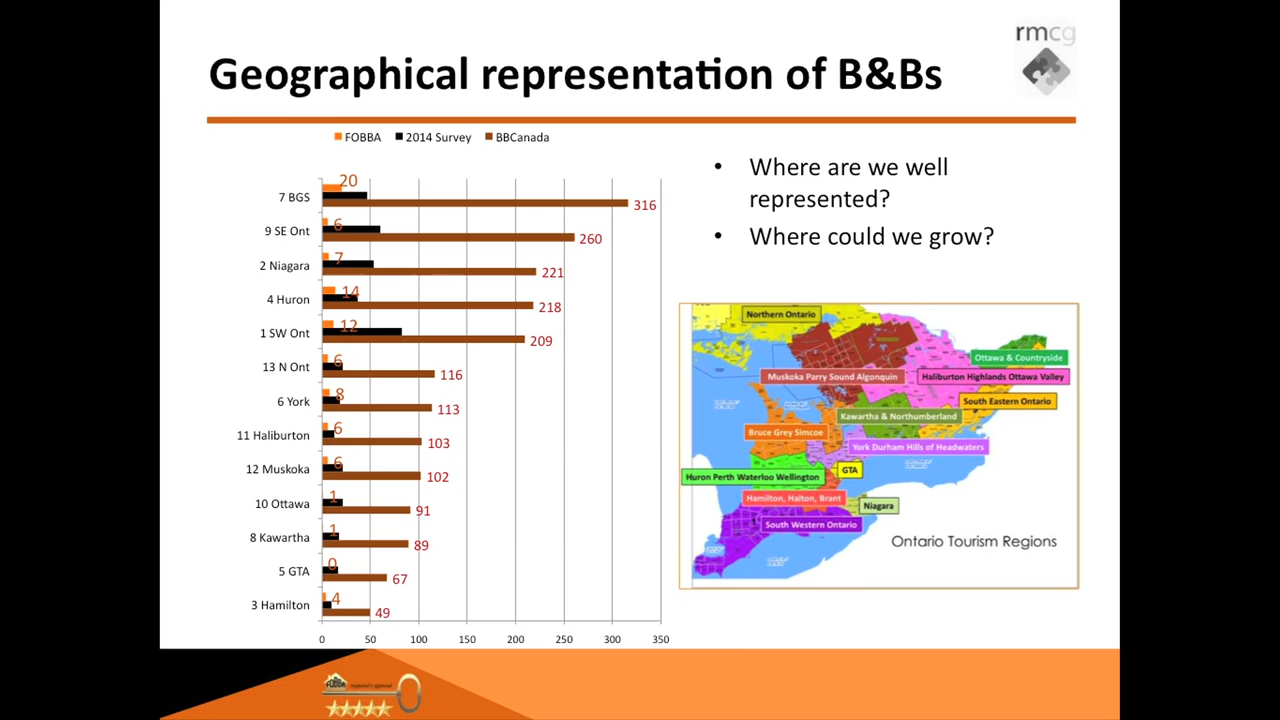 rmcg
Geographical representation of B&Bs
FOBBA 2014 Survey BBCanada
7 BGS 20 316
9 SE Ont 6 260
2 Niagara 7 221
4 Huron 14 218
1 SW Ont 12 209
13 N Ont 6 116
6 York 8 113
11 Haliburton 6 103
12 Muskoka 6 102
10 Ottawa 1 91
8 Kawartha 1 89
5 GTA 0 67
3 Hamilton 4 49
0 50 100 150 200 250 300 350
• Where are we well
represented?
• Where could we grow?
Northern Ontario
Ottawa & Countryside
Muskoka Parry Sound Algonquin
Haliburton Highlands Ottawa Valley
South Eastern Ontario
Kawartha & Northumberland
Bruce Grey Simcoe
York Durham Hills of Headwaters
GTA
Huron Perth Waterloo Wellington
Hamilton, Halton, Brant
Niagara
South Western Ontario
Ontario Tourism Regions